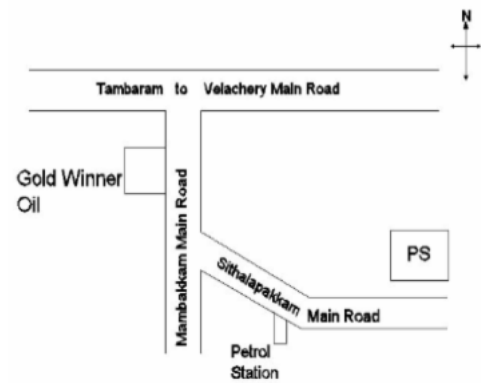 N
Tambaram to Velachery Main Road
Gold Winner
Oil
Mambakkam Main Road
Sithalapakkam Main Road
PS
Petrol
Station